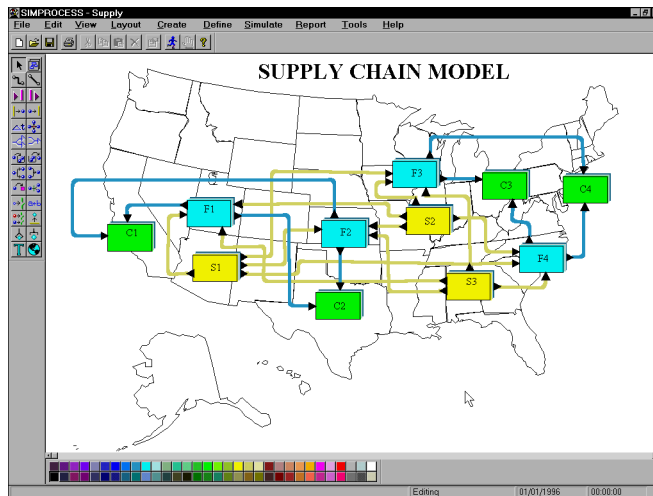 SIMPROCESS - Supply
File Edit View Layout Create Define Simulate Report Tools Help
SUPPLY CHAIN MODEL
F3
C3
C4
F1
C1
S2
F2
F4
S1
S3
C2
T
Editing 01/01/1996 00:00:00